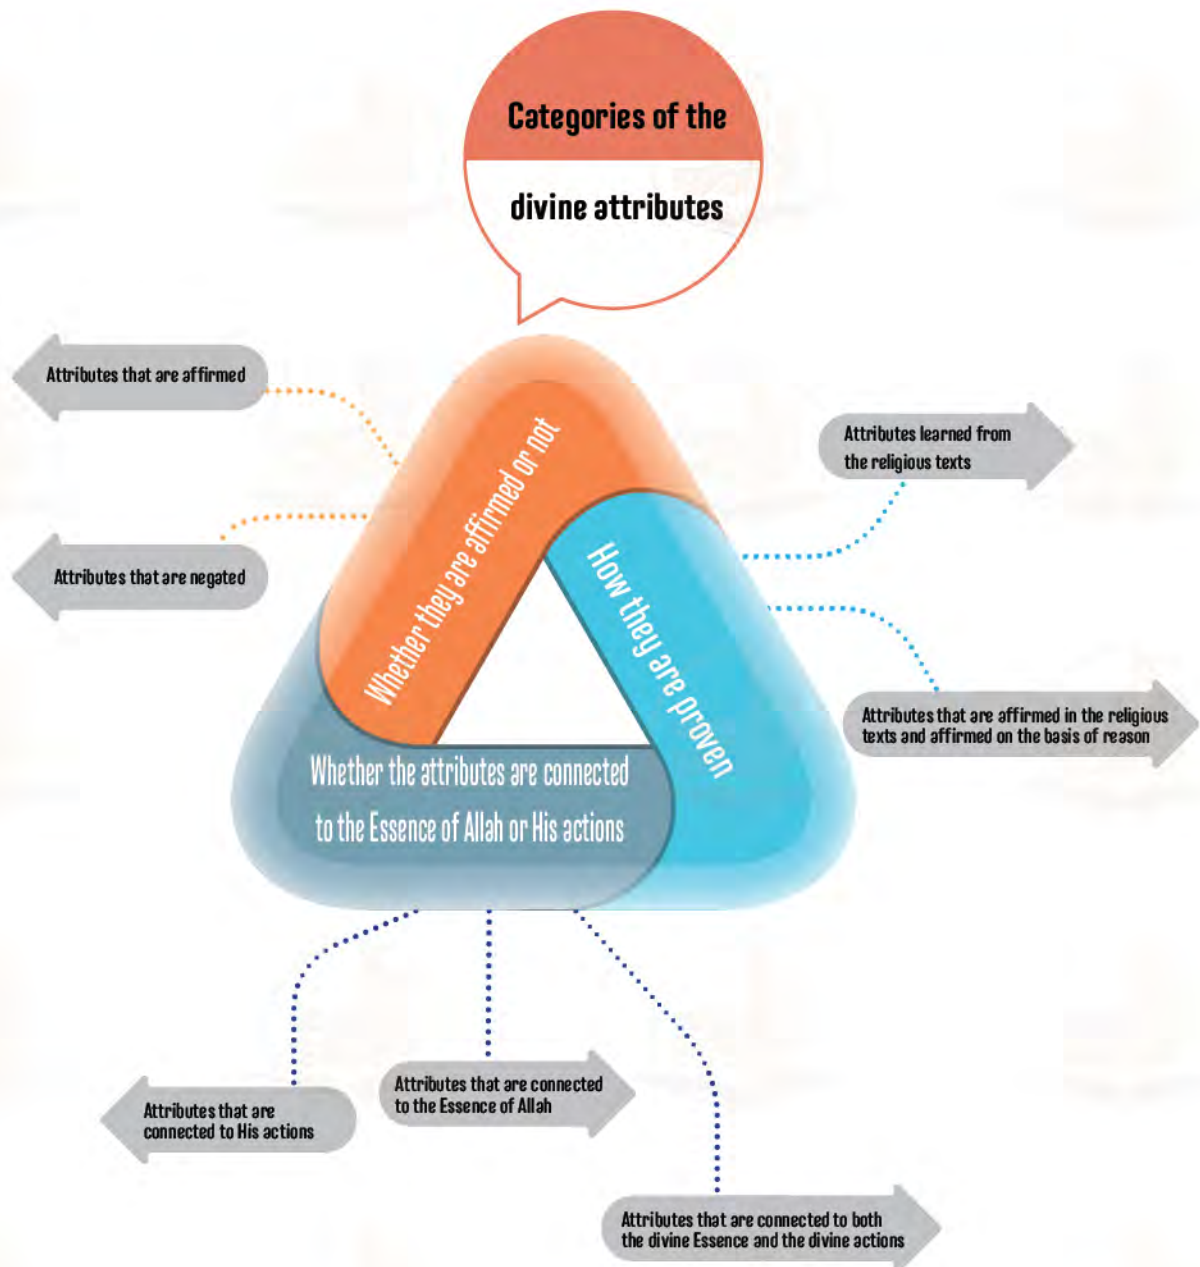 Categories of the
divine attributes
Attributes that are affirmed
Attributes that are negated
Whether they are affirmed or not
How they are proven
Attributes learned from
the religious texts
Attributes that are affirmed in the religious
texts and affirmed on the basis of reason
Whether the attributes are connected
to the Essence of Allah or His actions
Attributes that are
connected to His actions
Attributes that are connected
to the Essence of Allah
Attributes that are connected to both
the divine Essence and the divine actions